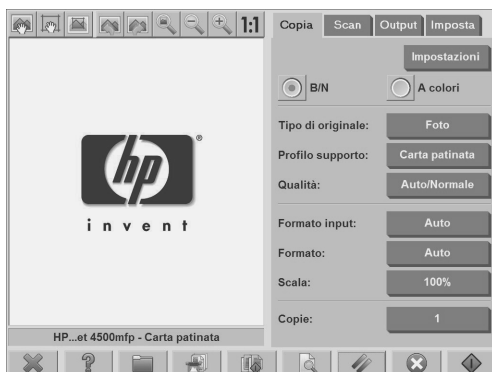 1:1
Copia Scan Output Imposta
Impostazioni
B/N A colori
Tipo di originale: Foto
Profilo supporto: Carta patinata
Qualità: Auto/Normale
Formato input: Auto
Formato: Auto
Scala: 100%
Copie: 1
hp ®
invent
HP...et 4500mfp - Carta patinata
?